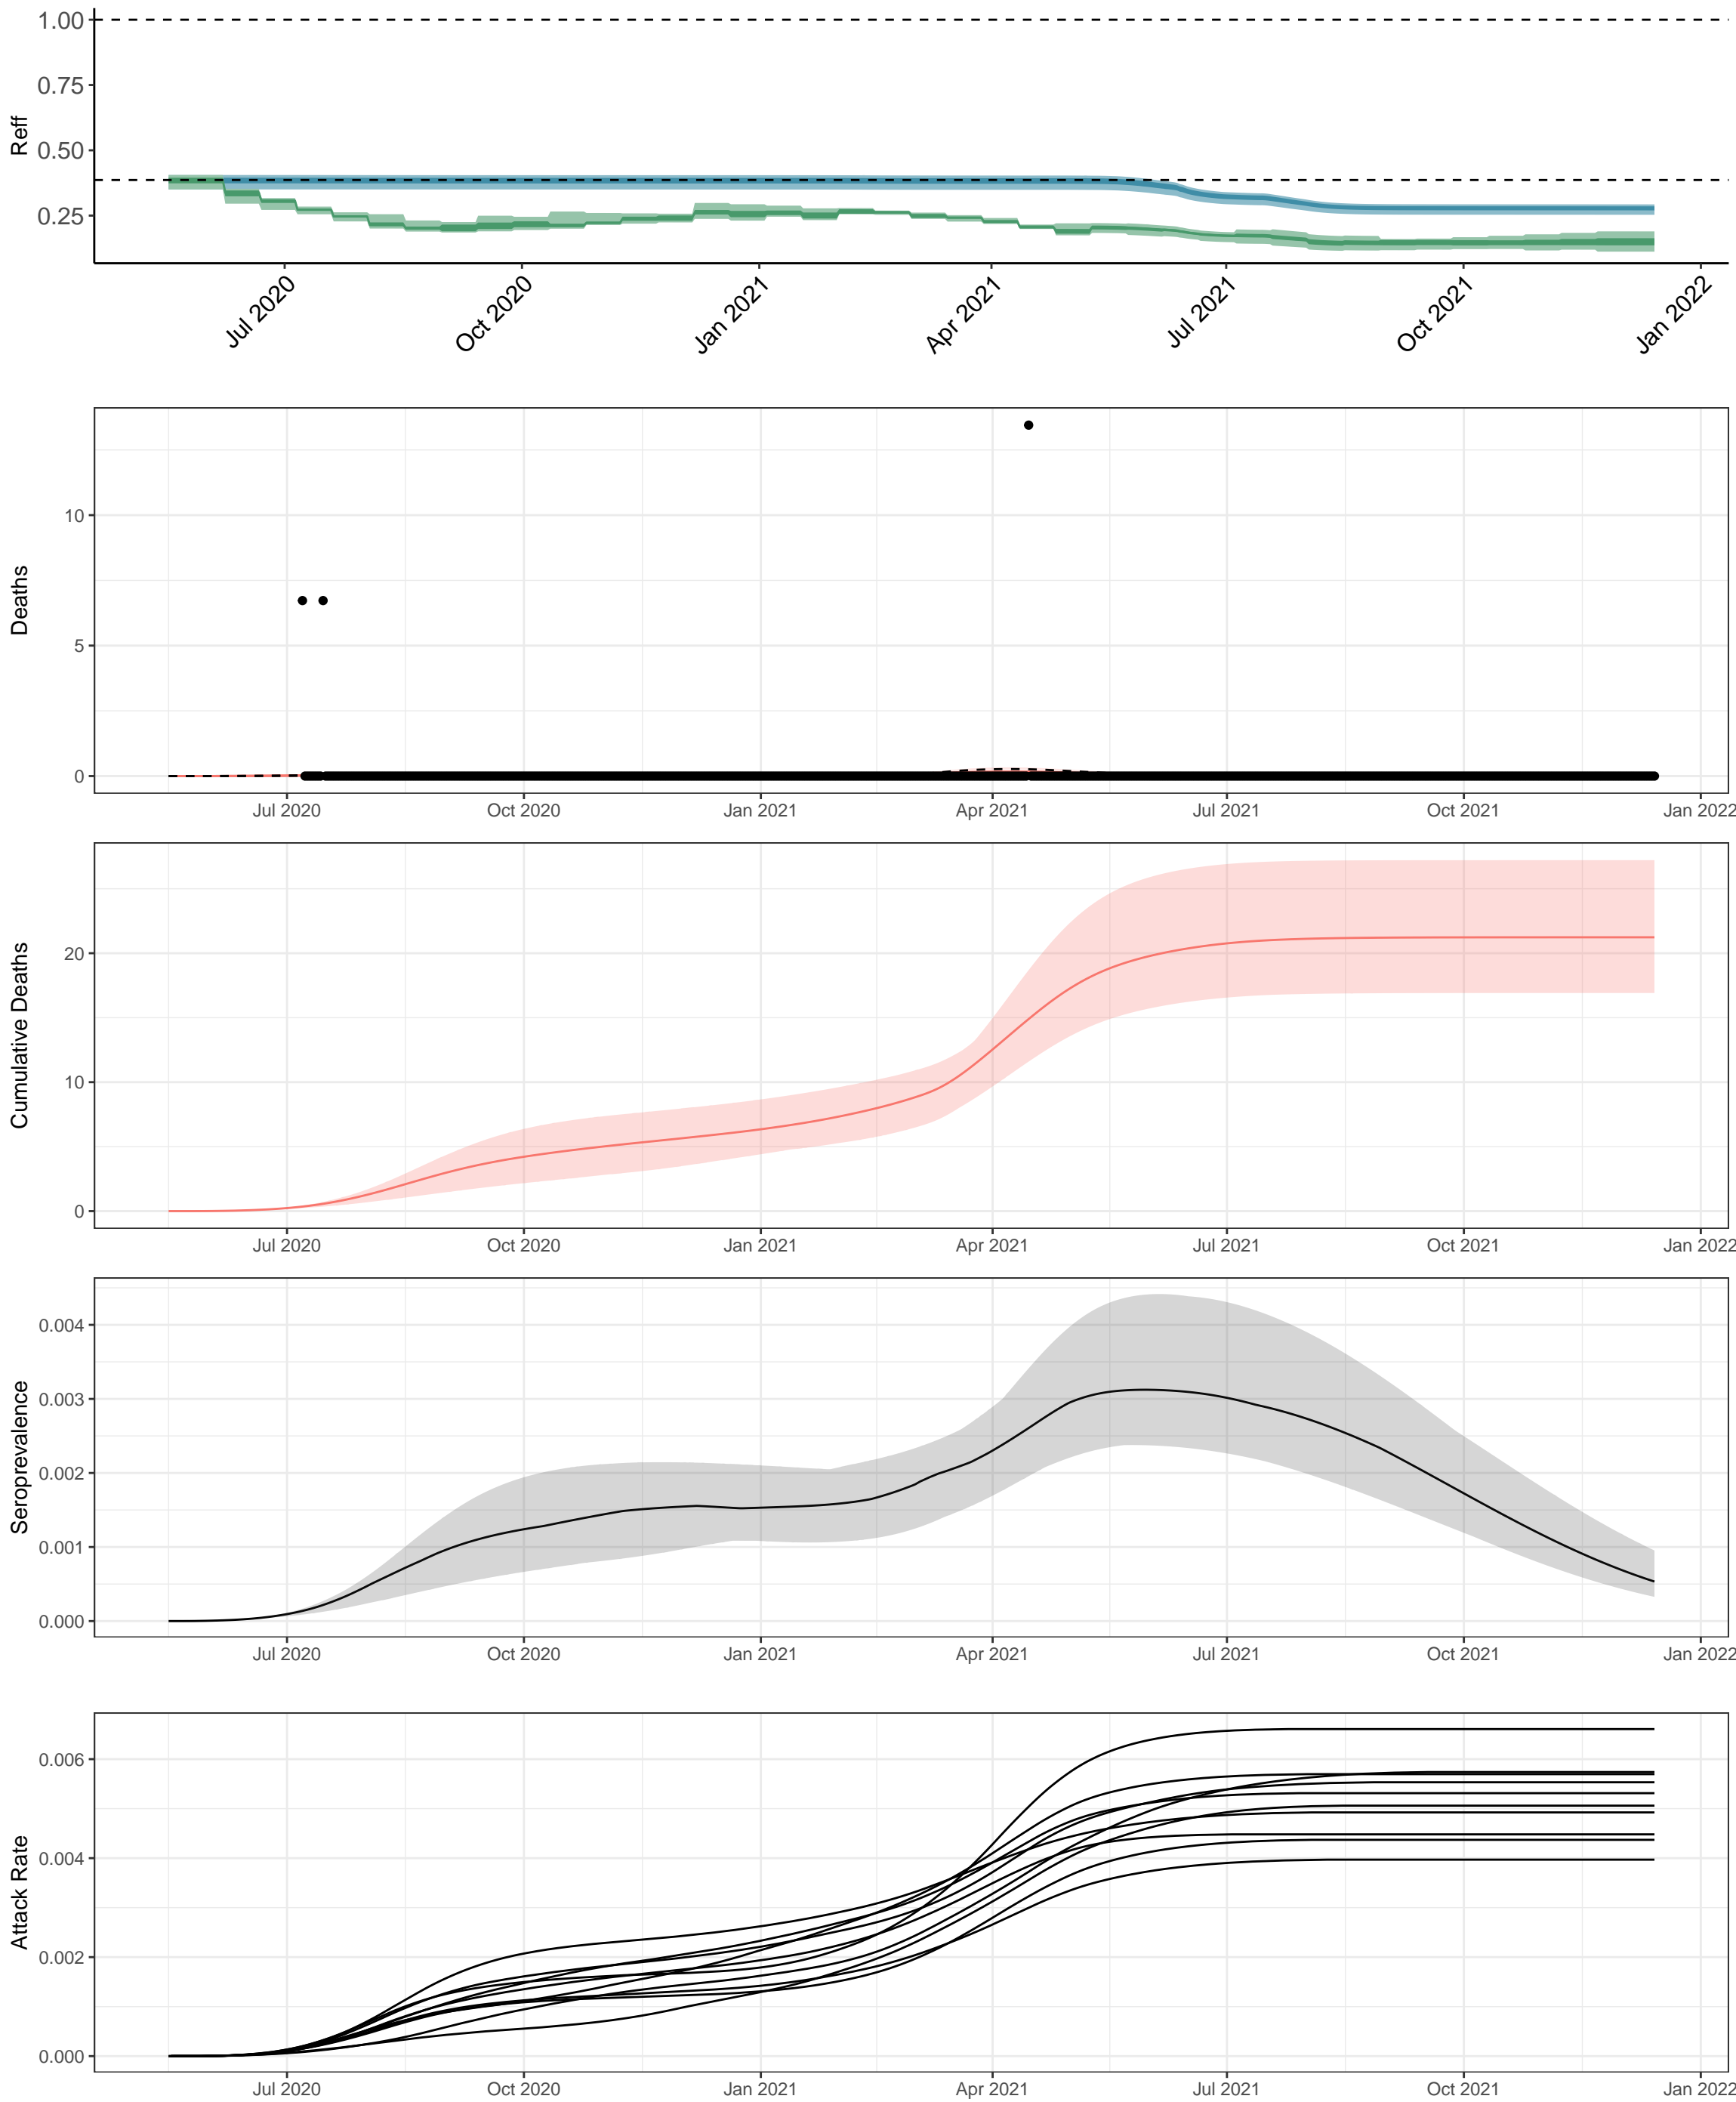 1.00
0.75
0.50
0.25
Reff
Jul 2020
Oct 2020
Jan 2021
Apr 2021
Jul 2021
Oct 2021
Jan 2022
10
5
0
Deaths
Jul 2020
Oct 2020
Jan 2021
Apr 2021
Jul 2021
Oct 2021
Jan 2022
20
10
0
Cumulative Deaths
Jul 2020
Oct 2020
Jan 2021
Apr 2021
Jul 2021
Oct 2021
Jan 2022
0.004
0.003
0.002
0.001
0.000
Seroprevalence
Jul 2020
Oct 2020
Jan 2021
Apr 2021
Jul 2021
Oct 2021
Jan 2022
0.006
0.004
0.002
0.000
Attack Rate
Jul 2020
Oct 2020
Jan 2021
Apr 2021
Jul 2021
Oct 2021
Jan 2022